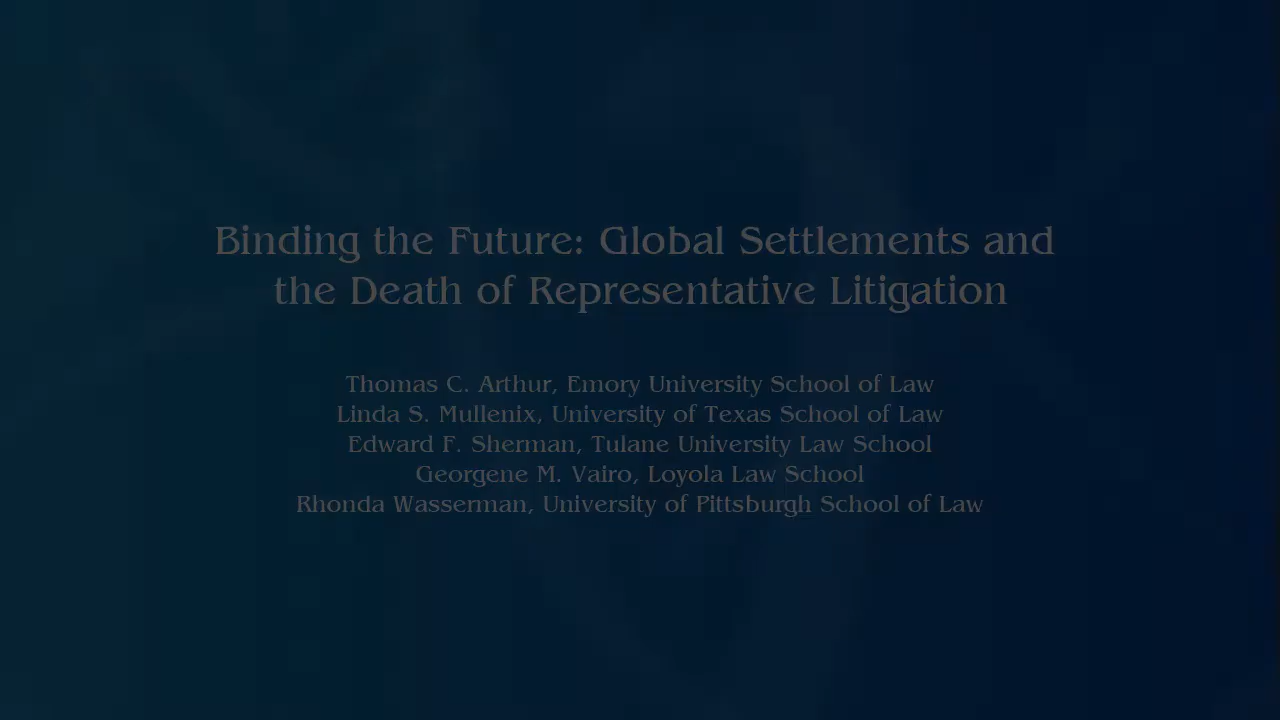 Binding the Future: Global Settlements and
the Death of Representative Litigation
Thomas C. Arthur, Emory University School of Law
Linda S. Mullenix, University of Texas School of Law
Edward F. Sherman, Tulane University Law School
Georgene M. Vairo, Loyola Law School
Rhonda Wasserman, University of Pittsburgh School of Law